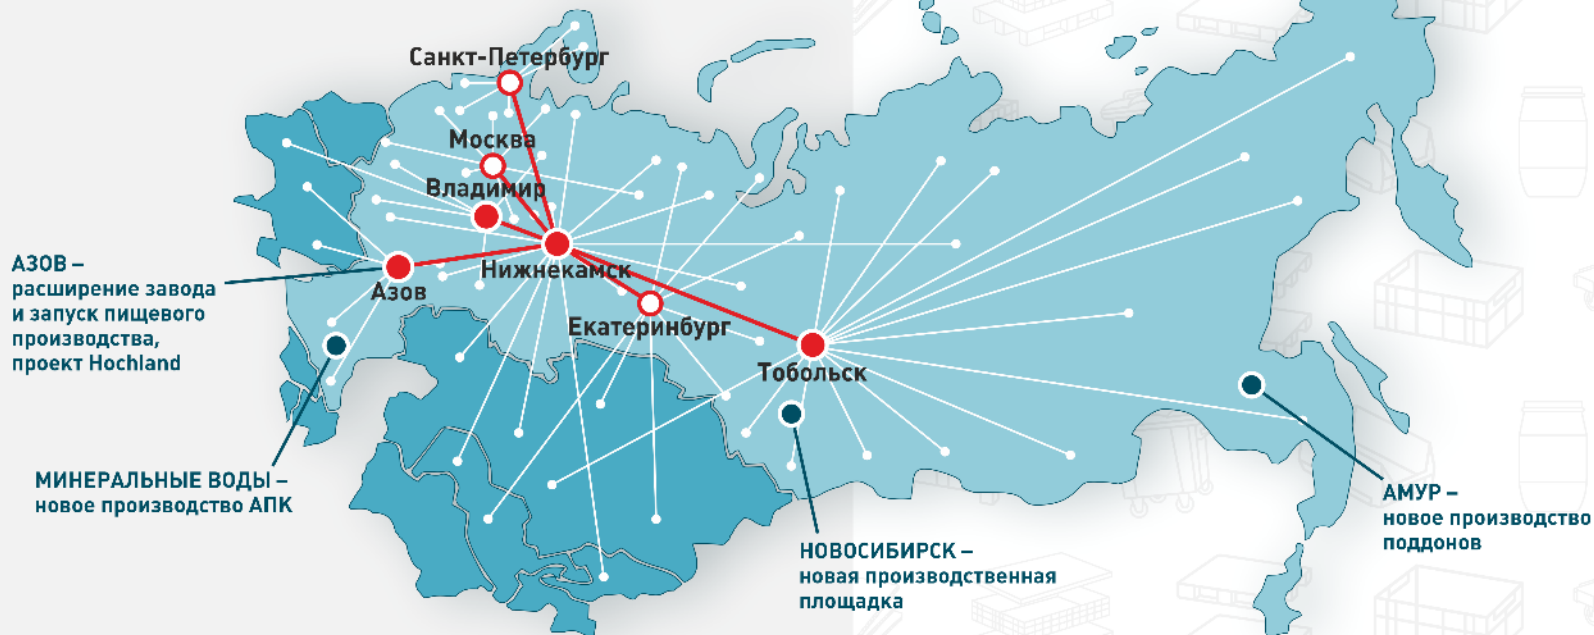 Санкт-Петербург
Москва
Владимир
Нижнекамск
Азов
Екатеринбург
Тобольск
АЗОВ –
расширение завода
и запуск пищевого
производства,
проект Hochland
МИНЕРАЛЬНЫЕ ВОДЫ –
новое производство АПК
НОВОСИБИРСК –
новая производственная
площадка
АМУР –
новое производство
поддонов